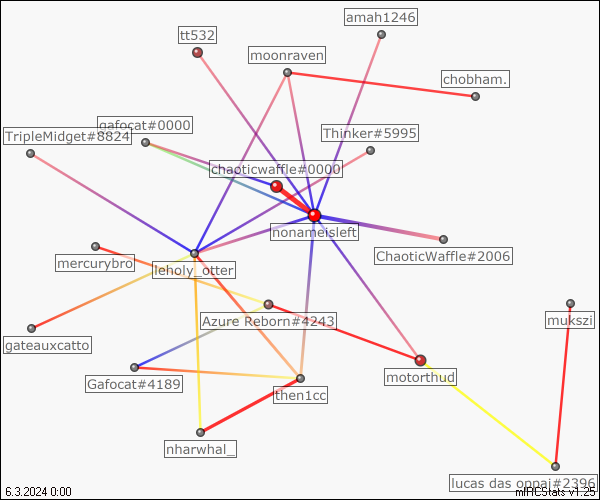 amah1246
tt532
moonraven
chobham.
gafocat#0000
TripleMidget#8824
Thinker#5995
chaoticwaffle#0000
nonameisleft
ChaoticWaffle#2006
mercurybro
leholy_otter
Azure Reborn#4243
mukszi
gateauxcatto
motorthud
Gafocat#4189
then1cc
nharwhal_
lucas das oppai#2396
6.3.2024 0:00
mIRCStats v1.25